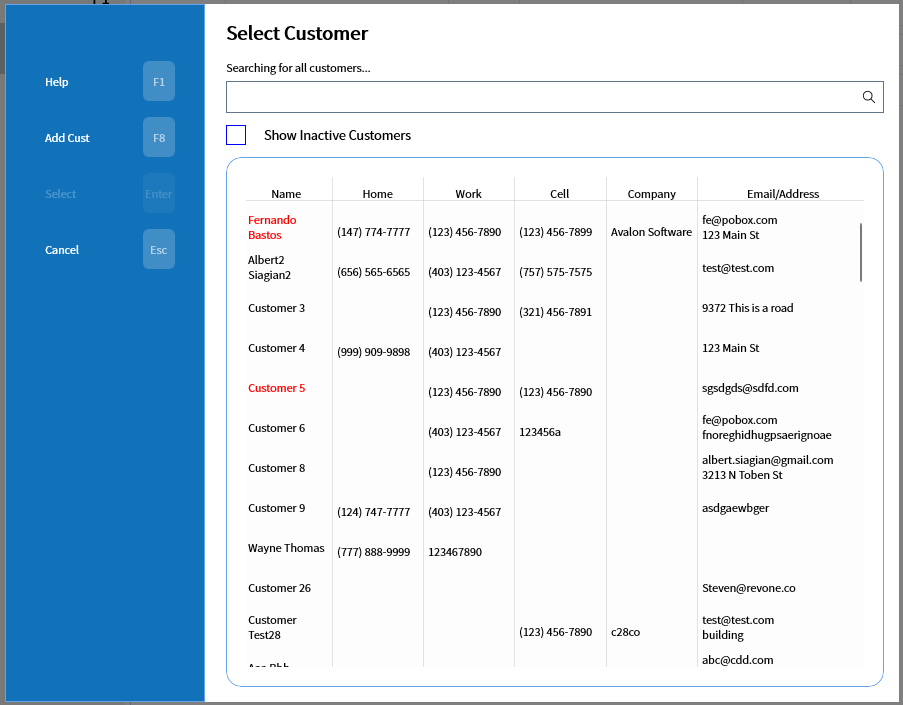 Help F1
Add Cust F8
Select Enter
Cancel Esc
Select Customer
Searching for all customers...
Show Inactive Customers
Name Home Work Cell Company Email/Address
Fernando Bastos (147) 774-7777 (123) 456-7890 (123) 456-7899 Avalon Software fe@pobox.com
123 Main St
Albert2
Siagian2 (656) 565-6565 (403) 123-4567 (757) 575-7575 test@test.com
Customer 3 (123) 456-7890 (321) 456-7891 9372 This is a road
Customer 4 (999) 909-9898 (403) 123-4567 123 Main St
Customer 5 (123) 456-7890 (123) 456-7890 sgsdgds@sdfd.com
Customer 6 (403) 123-4567 123456a fe@pobox.com
fnoreghidhugpsaerignoae
Customer 8 (123) 456-7890 albert.siagian@gmail.com
3213 N Toben St
Customer 9 (124) 747-7777 (403) 123-4567 asdgaewbger
Wayne Thomas (777) 888-9999 123467890
Customer 26 Steven@revone.co
Customer
Test28 (123) 456-7890 c28co test@test.com
building
abc@cdd.com